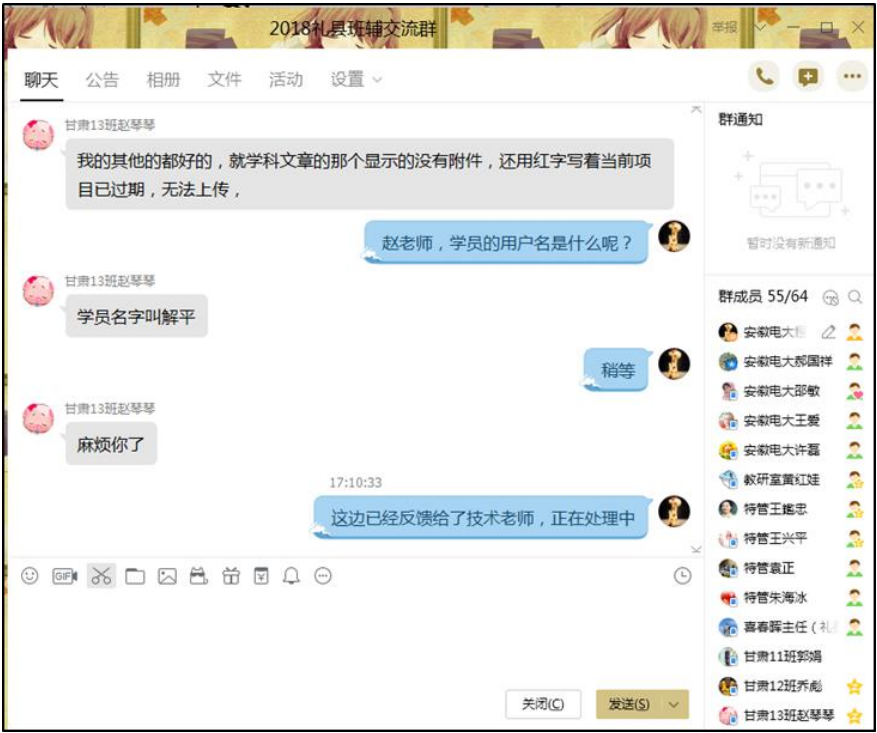 2018礼县班辅交流群
举报
聊天 公告 相册 文件 活动 设置
甘肃13班赵琴琴
我的其他的都好的，就学科文章的那个显示的没有附件，还用红字写着当前项
目已过期，无法上传，
赵老师，学员的用户名是什么呢？
甘肃13班赵琴琴
学员名字叫解平
稍等
甘肃13班赵琴琴
麻烦你了
17:10:33
这边已经反馈给了技术老师，正在处理中
GIF
关闭(C)
发送(S)
群通知
暂时没有新通知
群成员 55/64
安徽电大
安徽电大郝国祥
安徽电大邵敏
安徽电大王爱
安徽电大许磊
教研室黄红娃
特管王鑑忠
特管王兴平
特管袁正
特管朱海冰
喜春晖主任（礼
甘肃11班郭娟
甘肃12班乔彪
甘肃13班赵琴琴